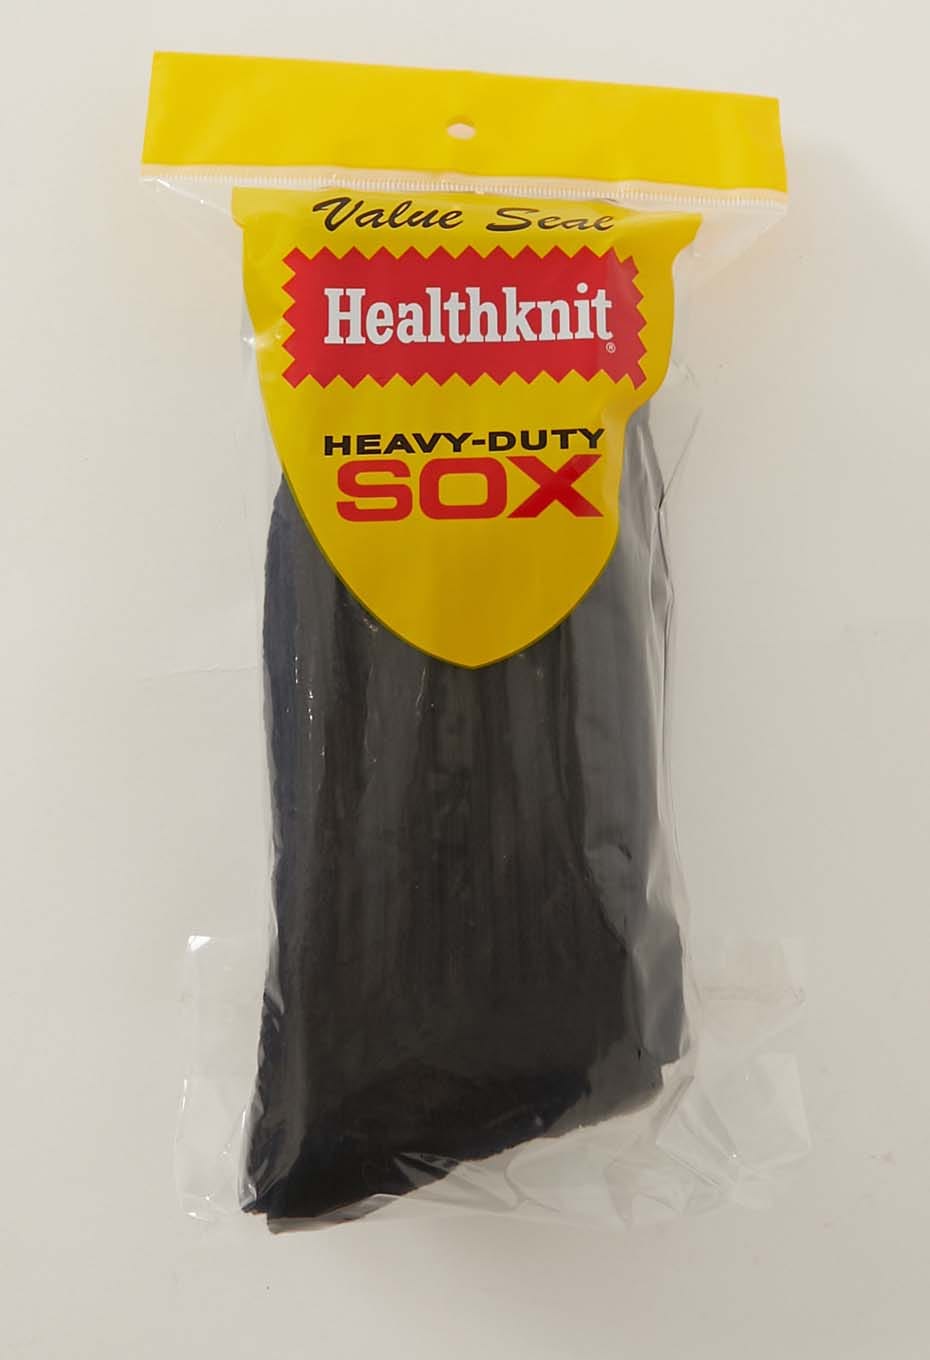 Value Seal
Healthknit®
HEAVY-DUTY
SOX